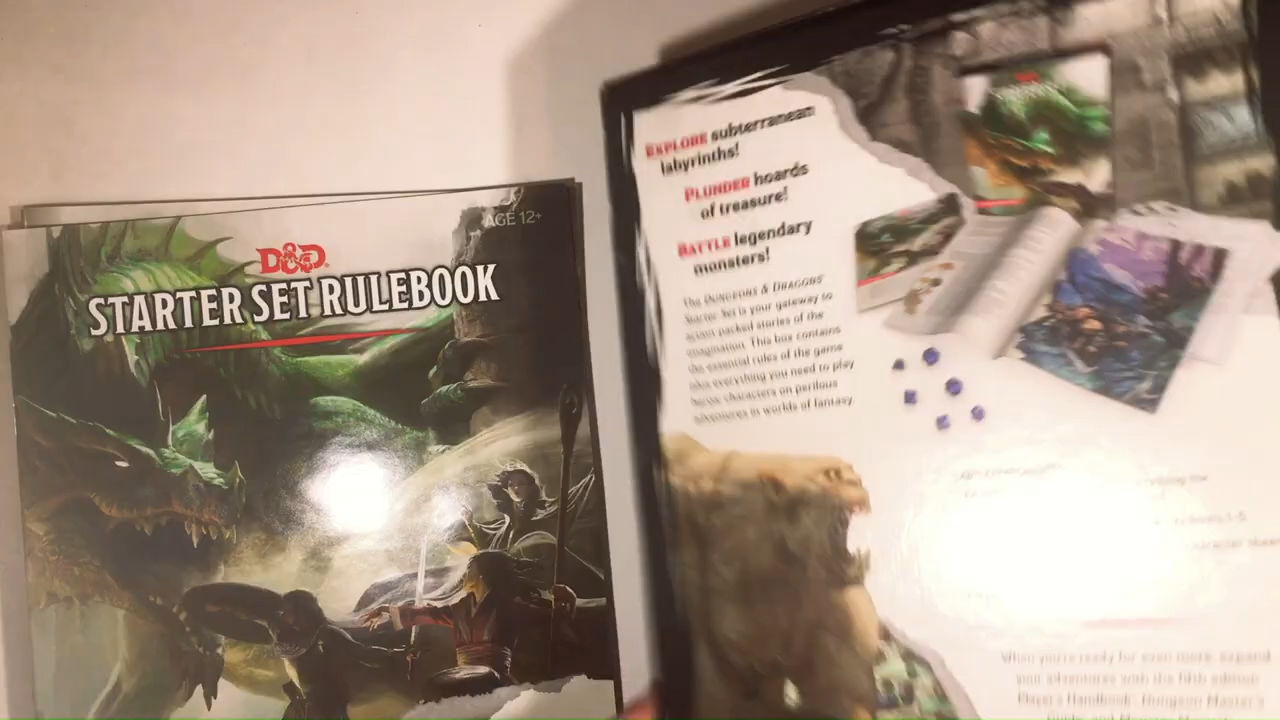 AGE 12+
D&D
STARTER SET RULEBOOK
EXPLORE subterranean
labyrinths!
PLUNDER hoards
of treasure!
BATTLE legendary
monsters!
The DUNGEONS & DRAGONS
Starter Set is your gateway to
action-packed stories of the
imagination. This box contains
the essential rules of the game
plus everything you need to play
heroic characters on perilous
adventures in worlds of fantasy.
When you're ready for even more, expand
your adventures with the fifth edition
Player's Handbook, Dungeon Master's